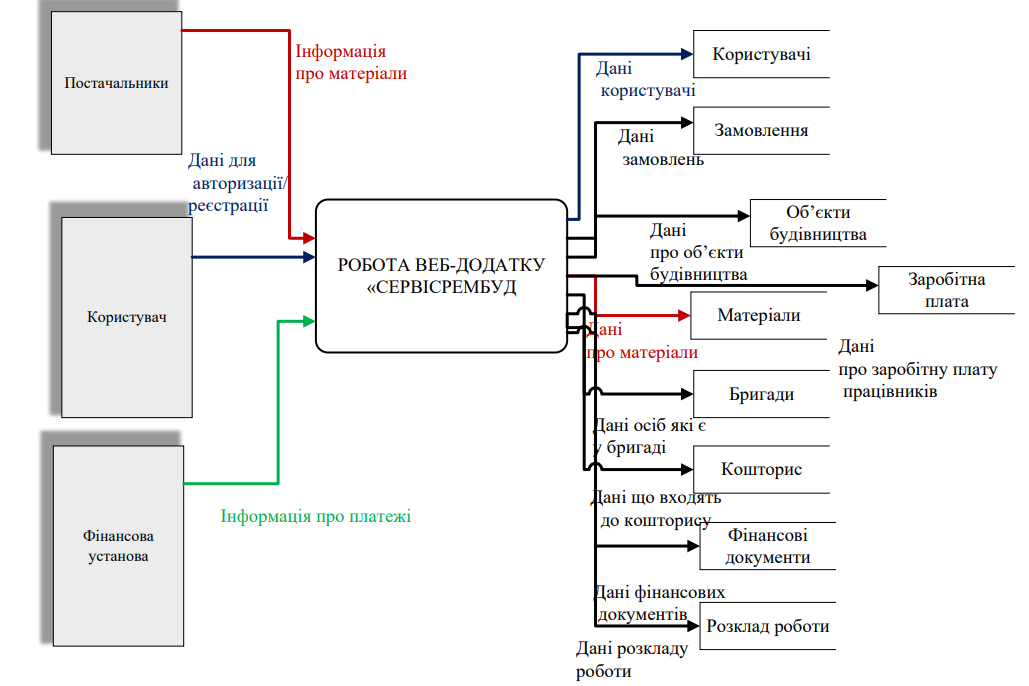 Постачальники
Інформація
про матеріали
Дані для
авторизації/
реєстрації
Користувач
Інформація про платежі
Фінансова
установа
РОБОТА ВЕБ-ДОДАТКУ
«СЕРВІСРЕМБУД
Користувачі
Дані
користувачі
Замовлення
Дані
замовлень
Об’єкти
будівництва
Дані
про об’єкти
будівництва
Заробітна
плата
Матеріали
Дані
про матеріали
Дані
про заробітну плату
працівників
Бригади
Дані осіб які є
у бригаді
Кошторис
Дані що входять
до кошторису
Фінансові
документи
Дані фінансових
документів
Розклад роботи
Дані розкладу
роботи